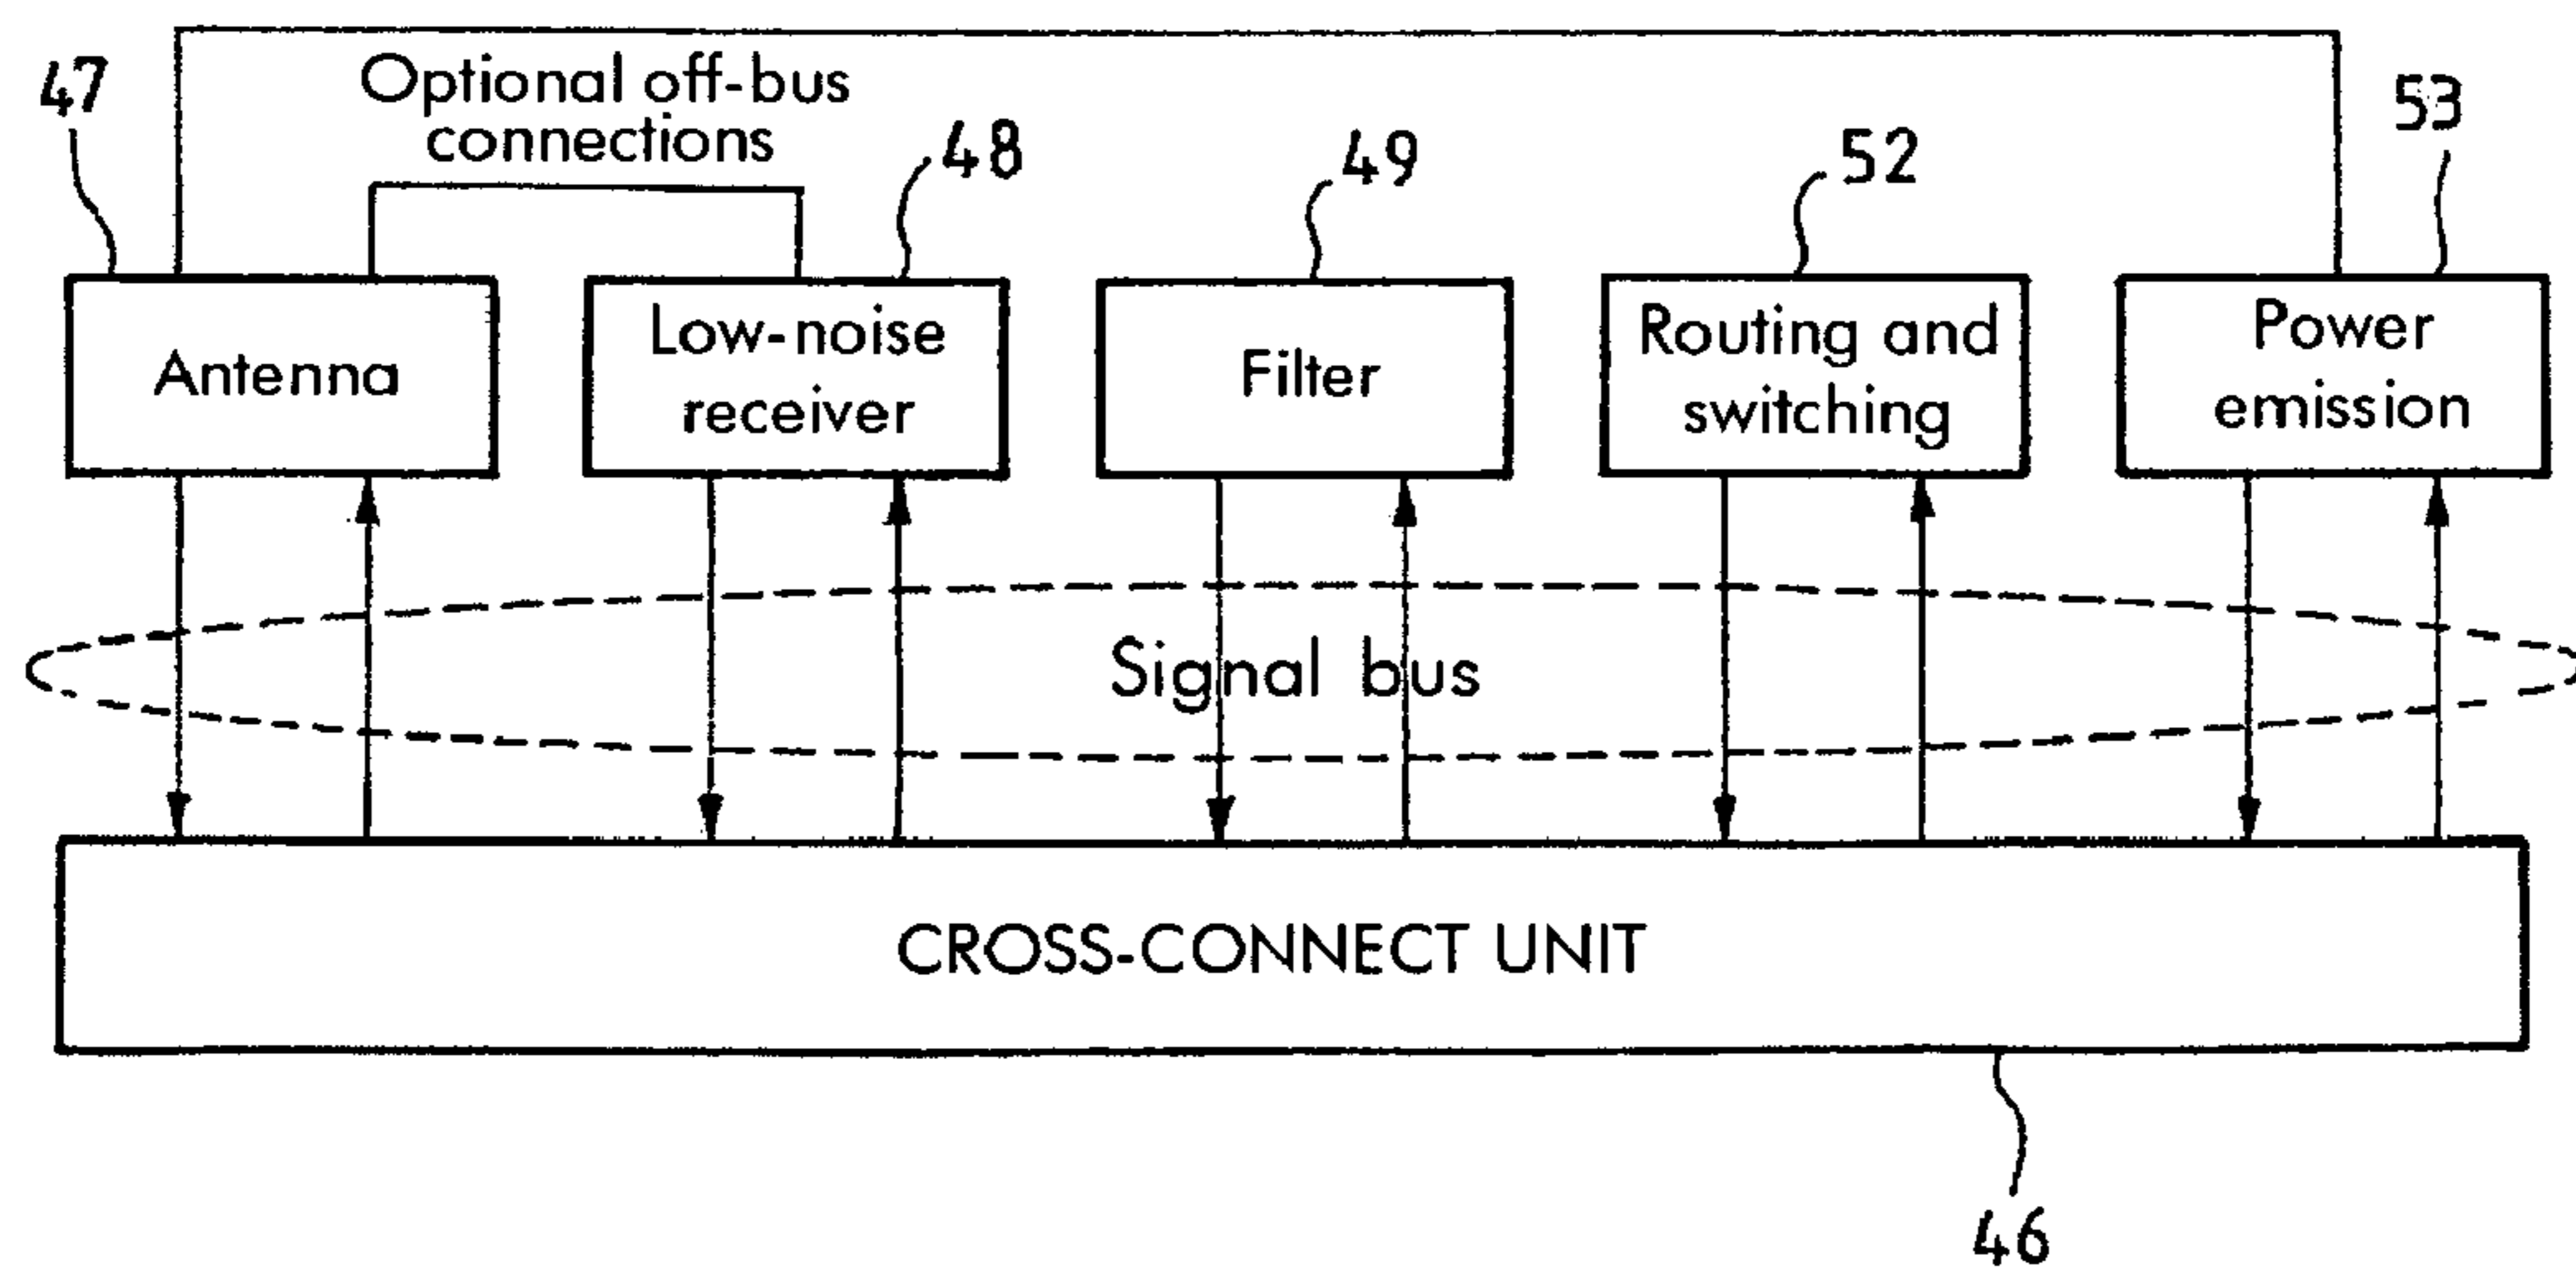 47
Optional off-bus
connections
48
49
52
53
Antenna
Low-noise
receiver
Filter
Routing and
switching
Power
emission
Signal bus
CROSS-CONNECT UNIT
46